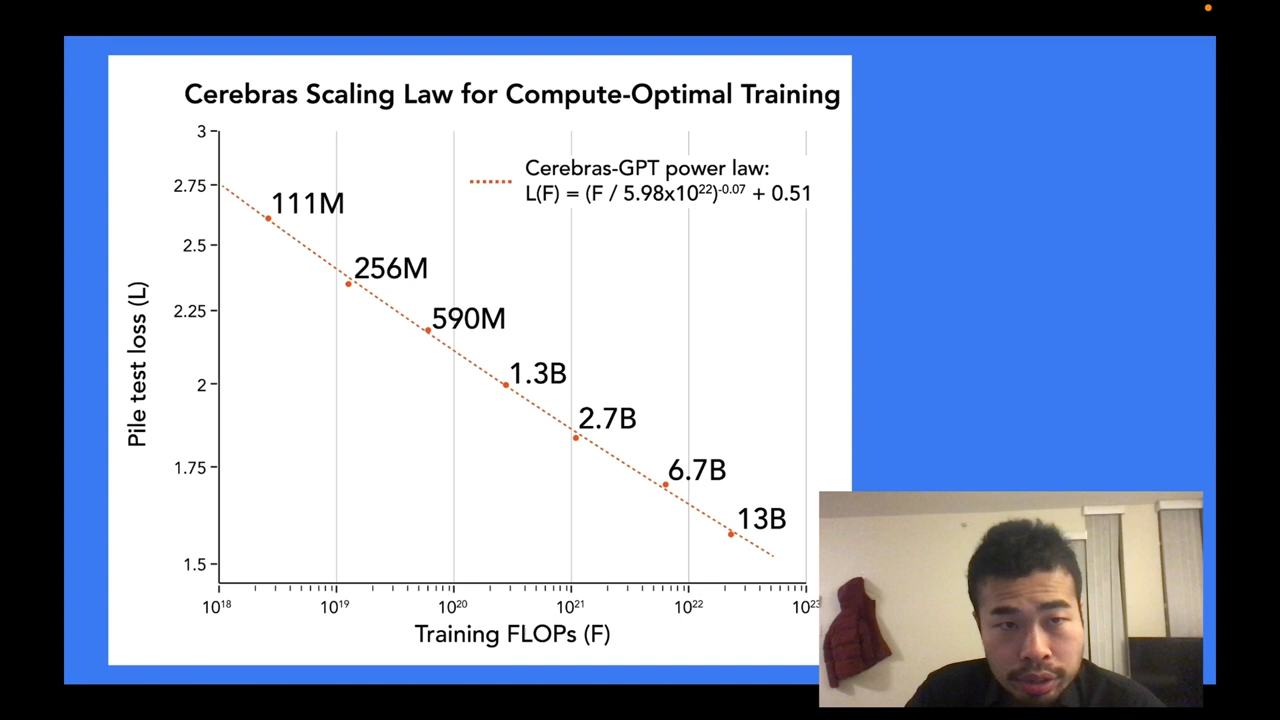 Cerebras Scaling Law for Compute-Optimal Training
3
Cerebras-GPT power law:
L(F) = (F / 5.98x10²²)⁻⁰·⁰⁷ + 0.51
2.75
111M
2.5
256M
2.25
590M
2
1.3B
2.7B
1.75
6.7B
13B
1.5
Pile test loss (L)
10¹⁸ 10¹⁹ 10²⁰ 10²¹ 10²² 10²³
Training FLOPs (F)